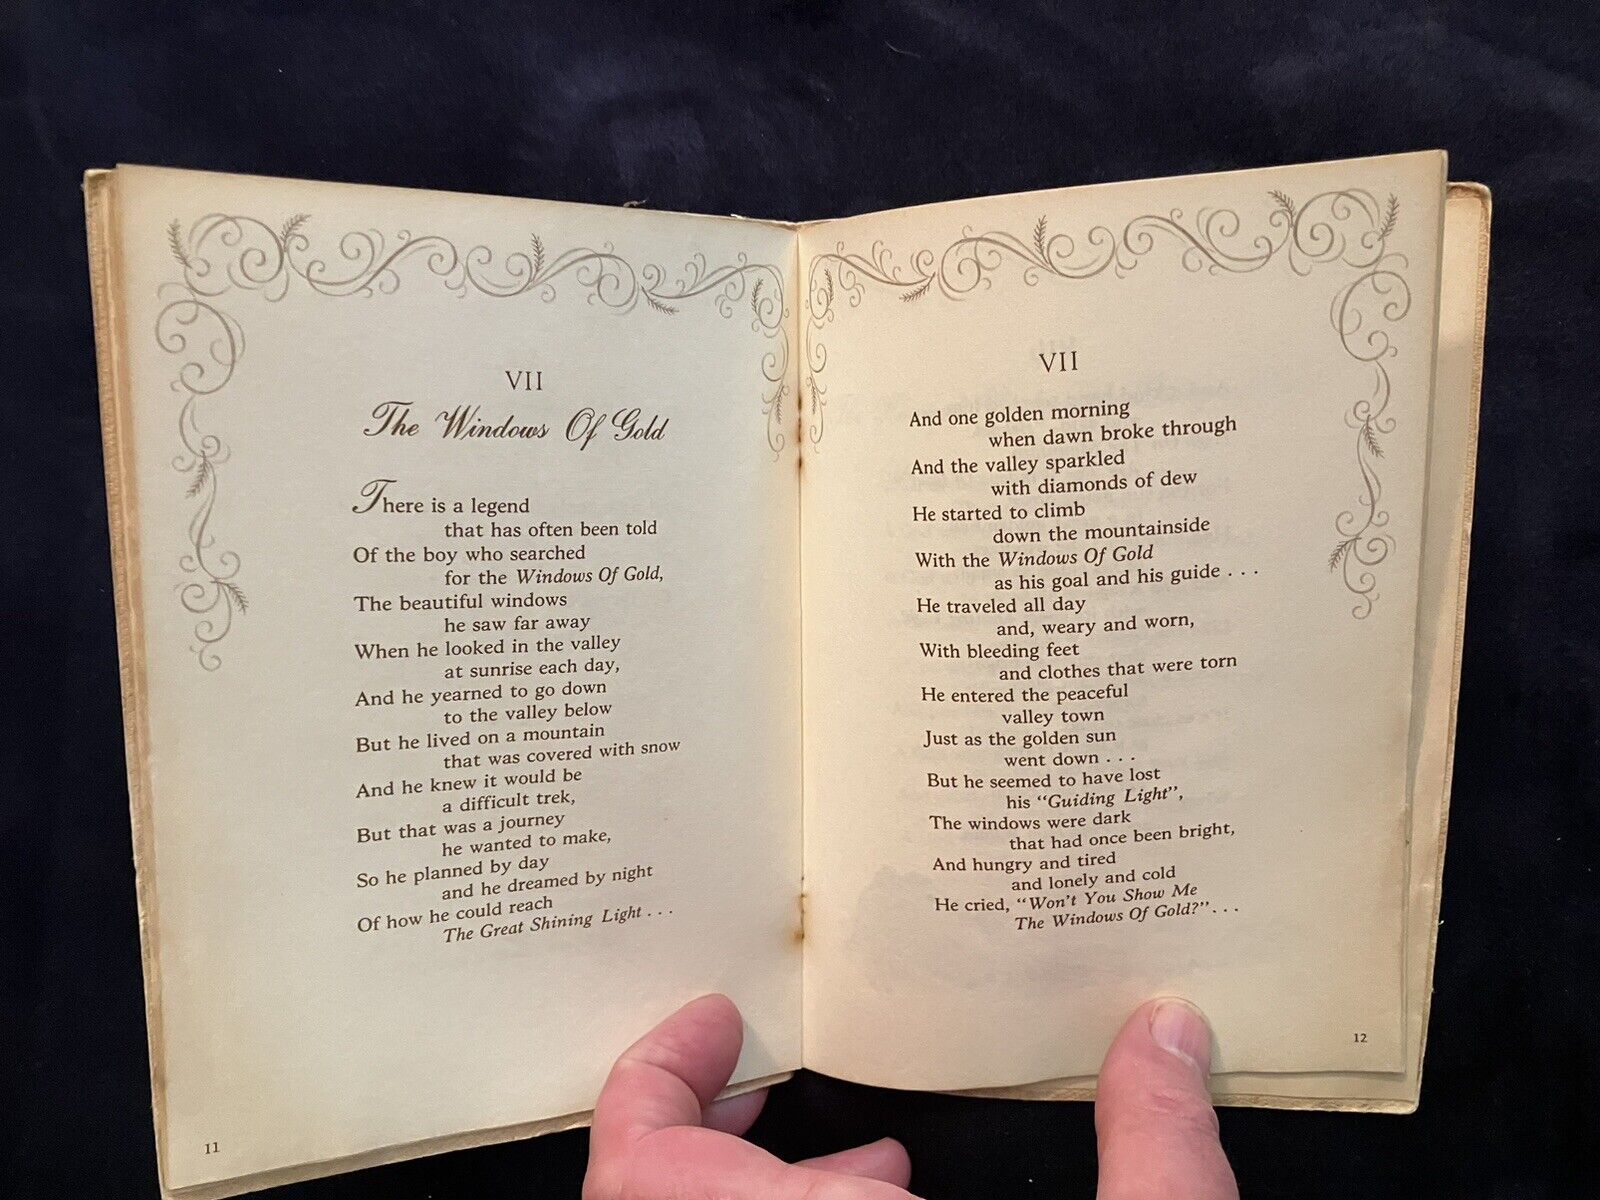 VII
The Windows Of Gold
There is a legend
that has often been told
Of the boy who searched
for the Windows Of Gold,
The beautiful windows
he saw far away
When he looked in the valley
at sunrise each day,
And he yearned to go down
to the valley below
But he lived on a mountain
that was covered with snow
And he knew it would be
a difficult trek,
But that was a journey
he wanted to make,
So he planned by day
and he dreamed by night
Of how he could reach
The Great Shining Light . . .
11
VII
And one golden morning
when dawn broke through
And the valley sparkled
with diamonds of dew
He started to climb
down the mountainside
With the Windows Of Gold
as his goal and his guide . . .
He traveled all day
and, weary and worn,
With bleeding feet
and clothes that were torn
He entered the peaceful
valley town
Just as the golden sun
went down . . .
But he seemed to have lost
his "Guiding Light",
The windows were dark
that had once been bright,
And hungry and tired
and lonely and cold
He cried, "Won't You Show Me
The Windows Of Gold?" . . .
12